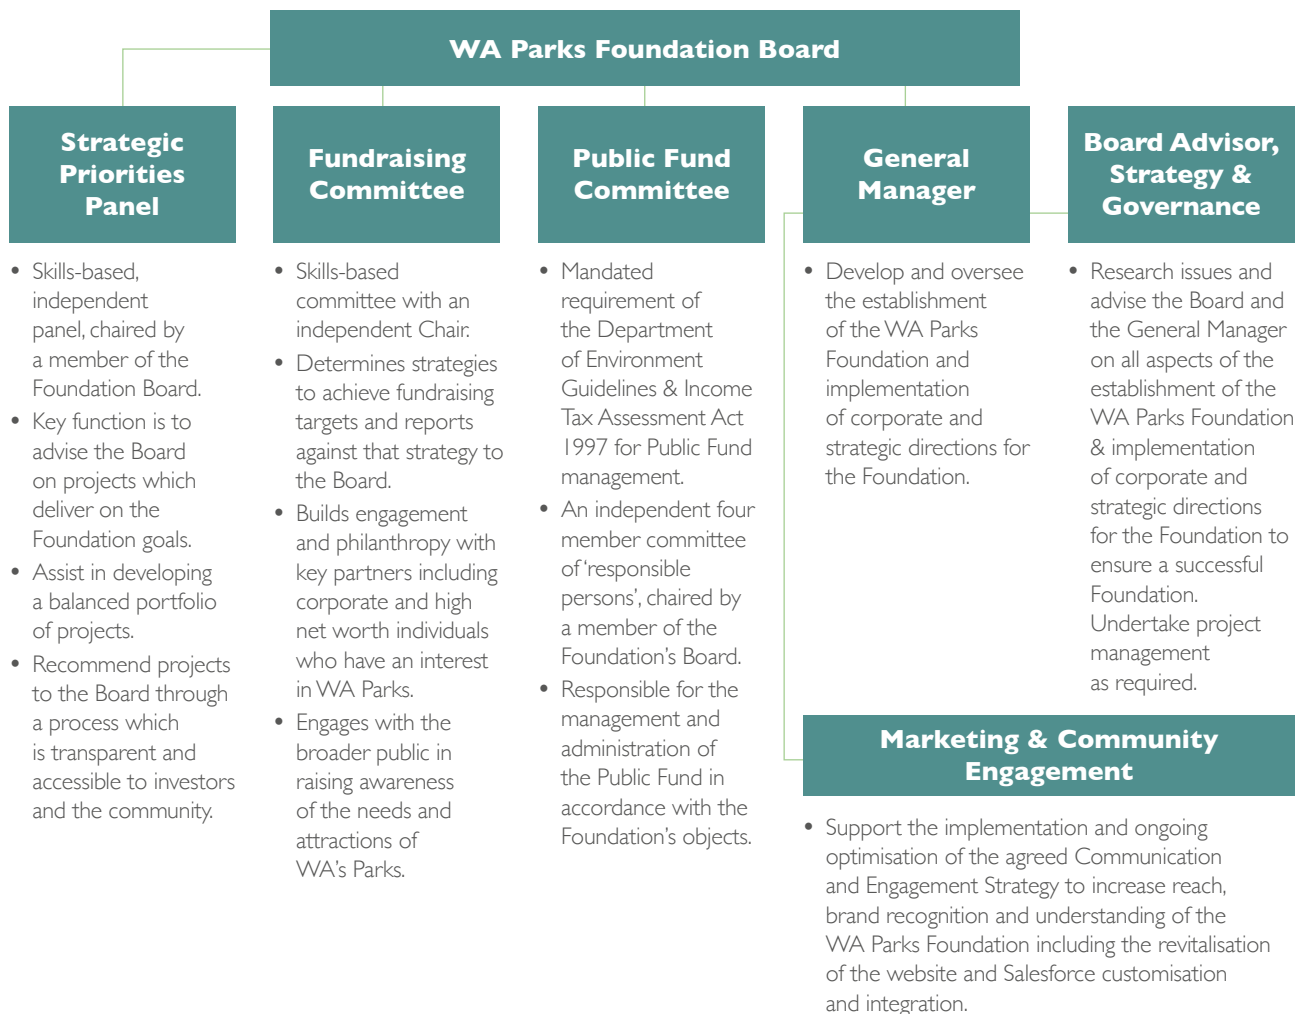 WA Parks Foundation Board
Strategic
Priorities
Panel
• Skills-based,
independent
panel, chaired by
a member of the
Foundation Board.
• Key function is to
advise the Board
on projects which
deliver on the
Foundation goals.
• Assist in developing
a balanced portfolio
of projects.
• Recommend projects
to the Board through
a process which
is transparent and
accessible to investors
and the community.
Fundraising
Committee
• Skills-based
committee with an
independent Chair.
• Determines strategies
to achieve fundraising
targets and reports
against that strategy to
the Board.
• Builds engagement
and philanthropy with
key partners including
corporate and high
net worth individuals
who have an interest
in WA Parks.
• Engages with the
broader public in
raising awareness
of the needs and
attractions of
WA's Parks.
Public Fund
Committee
• Mandated
requirement of
the Department
of Environment
Guidelines & Income
Tax Assessment Act
1997 for Public Fund
management.
• An independent four
member committee
of 'responsible
persons', chaired by
a member of the
Foundation's Board.
• Responsible for the
management and
administration of
the Public Fund in
accordance with the
Foundation's objects.
General
Manager
• Develop and oversee
the establishment
of the WA Parks
Foundation and
implementation
of corporate and
strategic directions for
the Foundation.
Board Advisor,
Strategy &
Governance
• Research issues and
advise the Board and
the General Manager
on all aspects of the
establishment of the
WA Parks Foundation
& implementation
of corporate and
strategic directions
for the Foundation to
ensure a successful
Foundation.
Undertake project
management
as required.
Marketing & Community
Engagement
• Support the implementation and ongoing
optimisation of the agreed Communication
and Engagement Strategy to increase reach,
brand recognition and understanding of the
WA Parks Foundation including the revitalisation
of the website and Salesforce customisation
and integration.